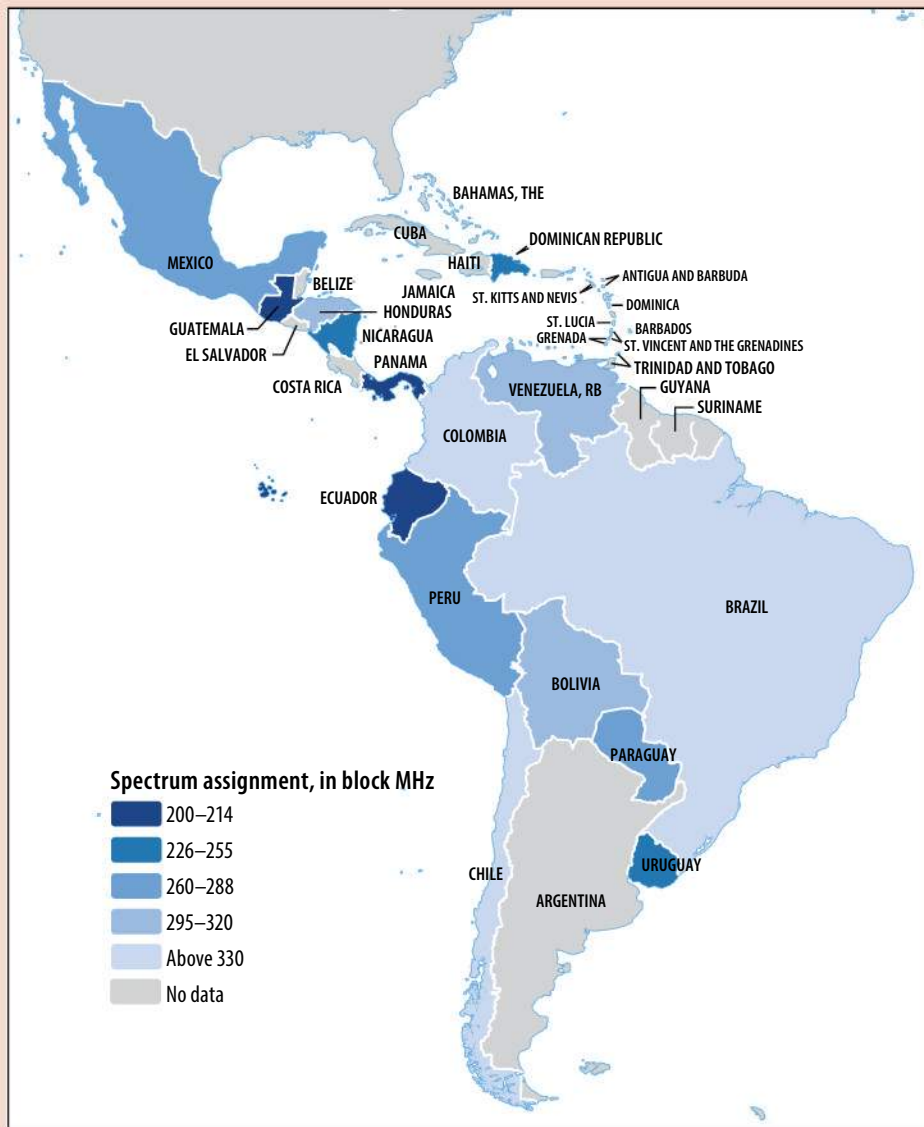 BAHAMAS, THE
CUBA
DOMINICAN REPUBLIC
HAITI
MEXICO
BELIZE
ANTIGUA AND BARBUDA
JAMAICA
ST. KITTS AND NEVIS
DOMINICA
HONDURAS
GUATEMALA
ST. LUCIA
BARBADOS
NICARAGUA
GRENADA
ST. VINCENT AND THE GRENADINES
EL SALVADOR
PANAMA
TRINIDAD AND TOBAGO
COSTA RICA
VENEZUELA, RB
GUYANA
SURINAME
COLOMBIA
ECUADOR
PERU
BRAZIL
BOLIVIA
PARAGUAY
Spectrum assignment, in block MHz
200–214
226–255
URUGUAY
CHILE
260–288
ARGENTINA
295–320
Above 330
No data